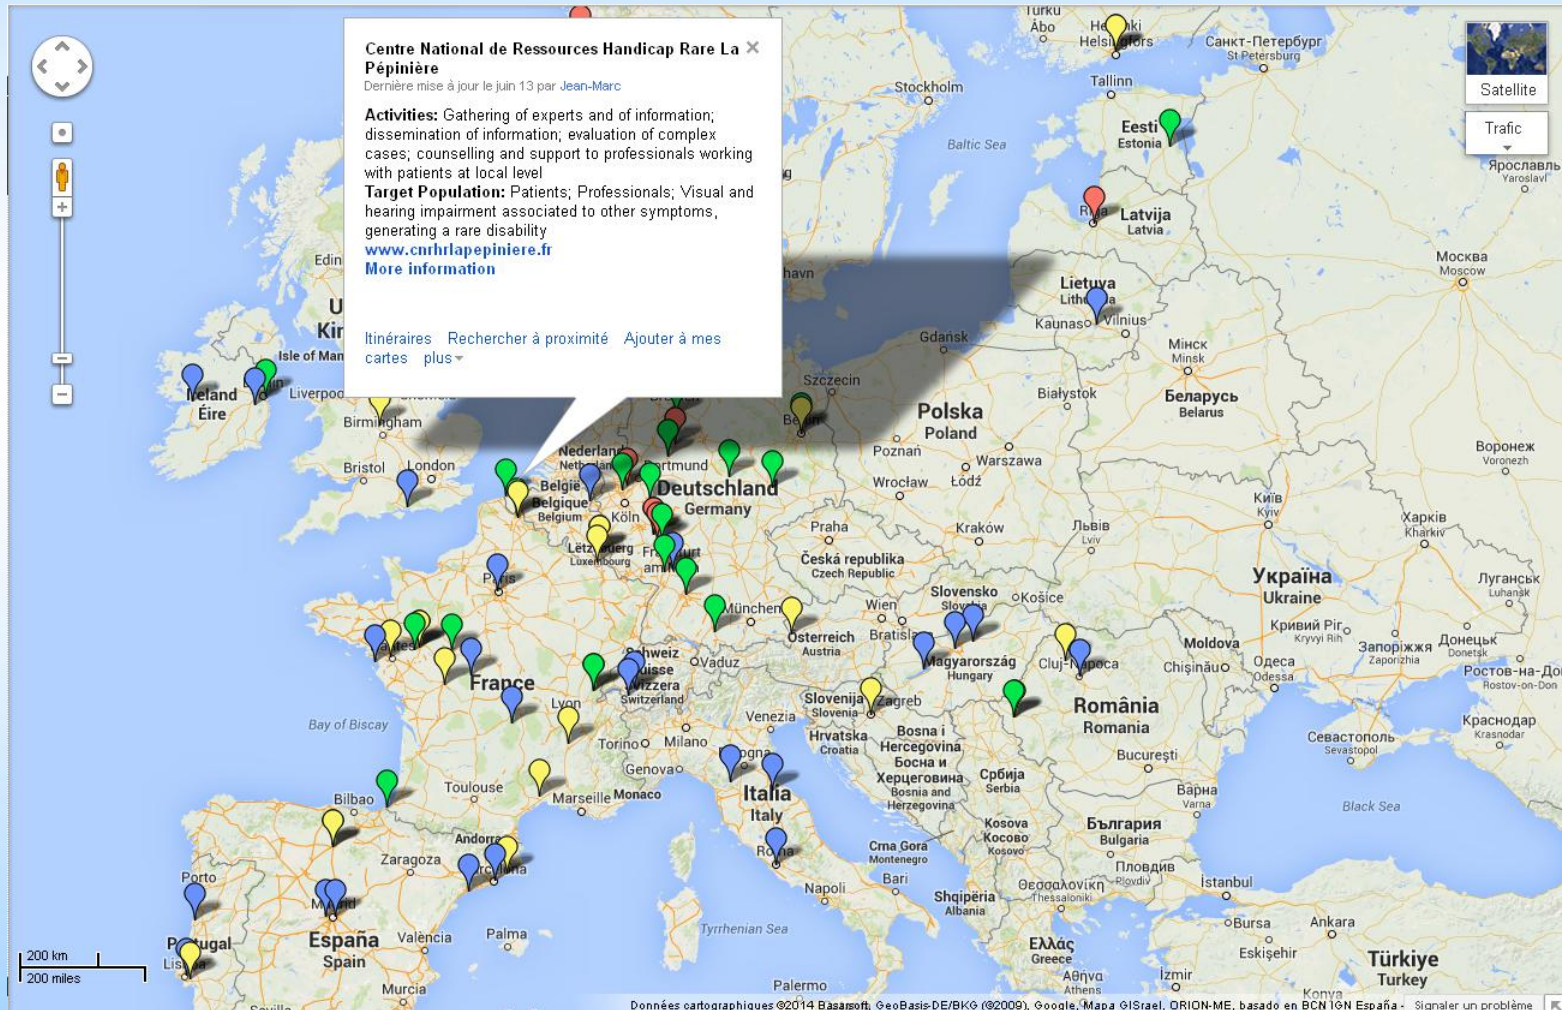 Centre National de Ressources Handicap Rare La
Pépinière
Dernière mise à jour le juin 13 par Jean-Marc
Activities: Gathering of experts and of information;
dissemination of information; evaluation of complex
cases; counselling and support to professionals working
with patients at local level
Target Population: Patients; Professionals; Visual and
hearing impairment associated to other symptoms,
generating a rare disability
www.cnrhrlapepiniere.fr
More information
Itinéraires Rechercher à proximité Ajouter à mes
cartes plus
Satellite
Trafic
Turku
Åbo
Helsingfors
Санкт-Петербург
St Petersburg
Stockholm
Tallinn
Baltic Sea
Eesti
Estonia
Ярославль
Yaroslavl
Latvija
Latvia
Москва
Moscow
Lietuva
Kaunas
Vilnius
Gdańsk
Мінск
Minsk
Isle of Man
Szczecin
Białystok
Беларусь
Belarus
Ireland
Éire
Birmingham
Polska
Poland
Poznań
Warszawa
Воронеж
Voronezh
Bristol
London
Dortmund
België
Belgique
Belgium
Deutschland
Germany
Wrocław
Łódź
Köln
Київ
Kyiv
Харків
Kharkiv
Praha
Kraków
Львів
Lviv
Luxembourg
Paris
Česká republika
Czech Republic
Україна
Ukraine
Луганськ
Luhansk
Slovensko
Košice
München
Wien
Bratislava
Кривий Ріг
Kryvyi Rih
Запоріжжя
Zaporizhia
Донецьк
Donetsk
Österreich
Austria
Moldova
Chișinău
Одеса
Odessa
Ростов-на-До
Rostov-on-Don
Vaduz
Switzerland
Magyarország
Hungary
Cluj-Napoca
France
Lyon
Slovenija
Slovenia
Zagreb
România
Romania
Bay of Biscay
Venezia
Torino
Milano
Hrvatska
Croatia
Краснодар
Krasnodar
Севастополь
Sevastopol
Bosna i
Hercegovina
Босна и
Херцеговина
Bosnia and
Herzegovina
București
Genova
Србија
Serbia
Toulouse
Marseille
Monaco
Italia
Italy
Варна
Varna
Black Sea
Bilbao
Kosova
Косово
Kosovo
България
Bulgaria
Andorra
Zaragoza
Roma
Crna Gora
Montenegro
Пловдив
Plovdiv
Porto
Napoli
Bari
Shqipëria
Albania
Θεσσαλονίκη
Thessaloniki
İstanbul
Madrid
Portugal
España
Spain
València
Palma
Tyrrhenian Sea
Bursa
Ankara
Eskişehir
Ελλάς
Greece
Türkiye
Turkey
200 km
200 miles
Αθήνα
Athens
İzmir
Murcia
Palermo
Konya
Données cartographiques ©2014 Basarsoft, GeoBasis-DE/BKG (©2009), Google, Mapa GISrael, ORION-ME, basado en BCN IGN España -
Signaler un problème